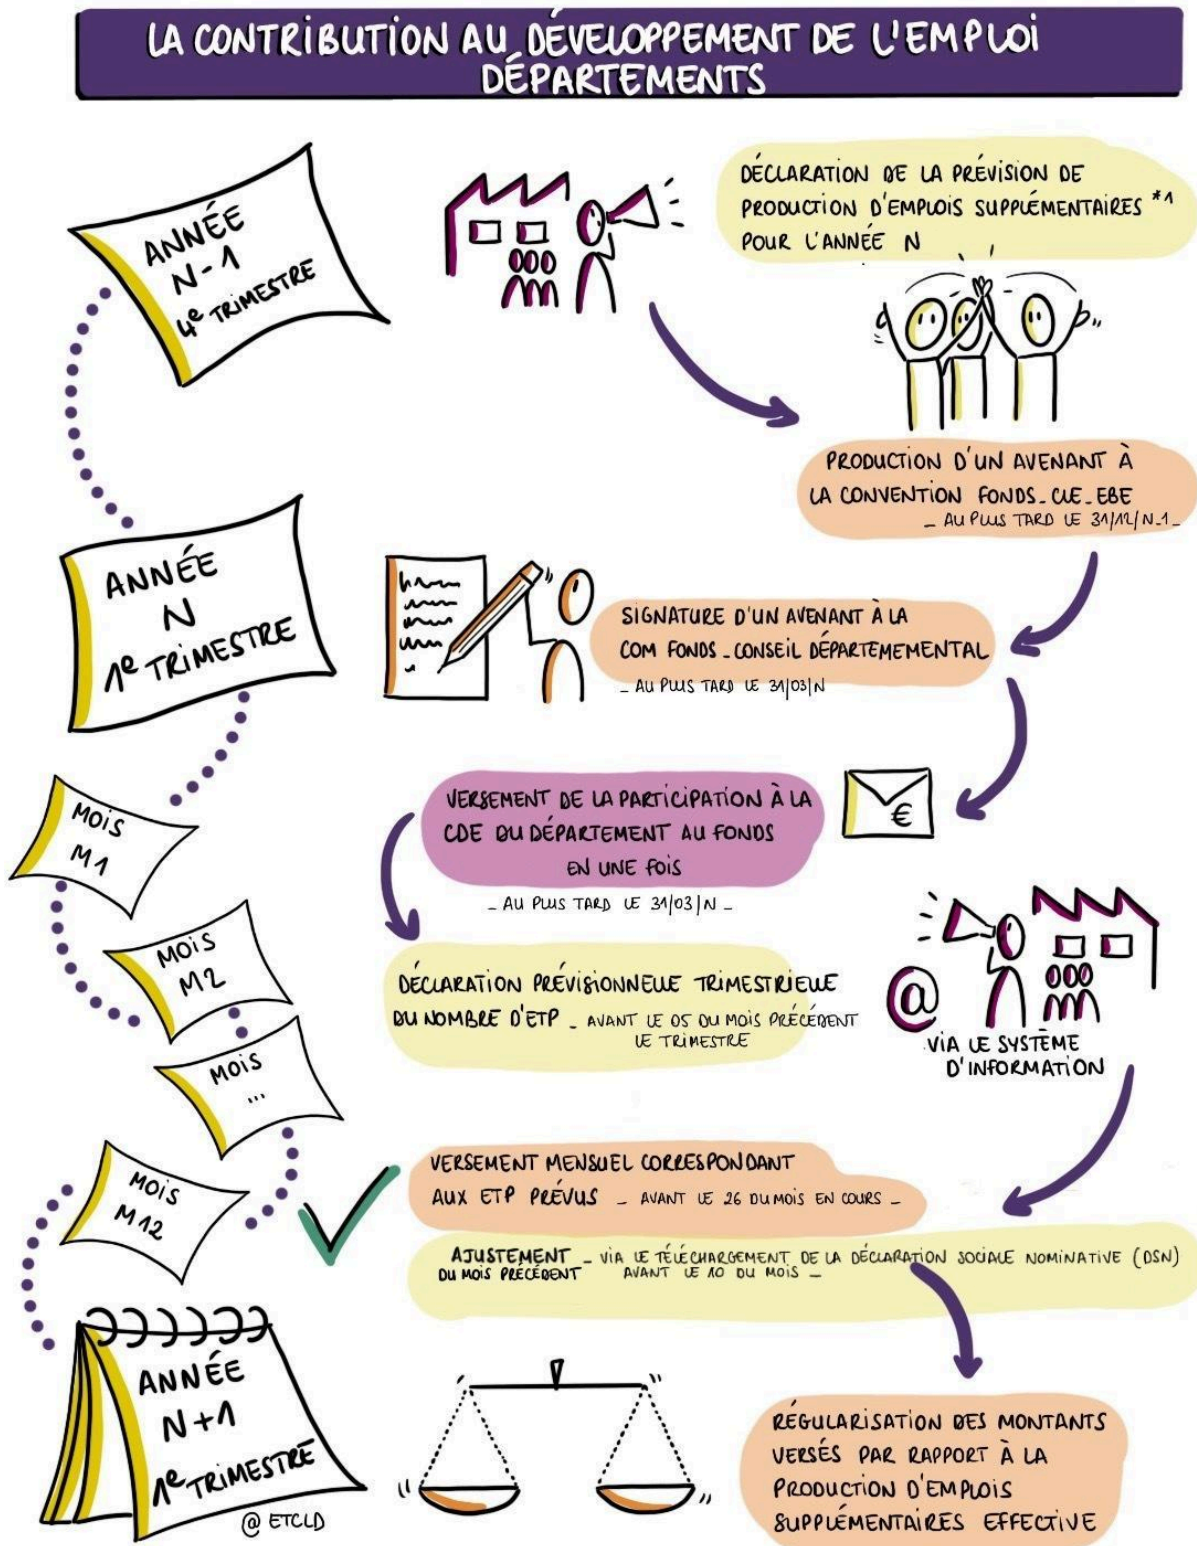 LA CONTRIBUTION AU DÉVELOPPEMENT DE L'EMPLOI
DÉPARTEMENTS
ANNÉE
N-1
4e TRIMESTRE
DÉCLARATION DE LA PRÉVISION DE
PRODUCTION D'EMPLOIS SUPPLÉMENTAIRES *1
POUR L'ANNÉE N
PRODUCTION D'UN AVENANT À
LA CONVENTION FONDS_CLE_EBE
_ AU PLUS TARD LE 31/12/N-1_
ANNÉE
N
1e TRIMESTRE
SIGNATURE D'UN AVENANT À LA
COM FONDS _ CONSEIL DÉPARTEMEMENTAL
_ AU PLUS TARD LE 31/03/N
MOIS
M1
VERSEMENT DE LA PARTICIPATION À LA
CDE DU DÉPARTEMENT AU FONDS
EN UNE FOIS
_ AU PLUS TARD LE 31/03/N _
€
MOIS
M2
DÉCLARATION PRÉVISIONNELLE TRIMESTRIELLE
DU NOMBRE D'ETP _ AVANT LE 05 DU MOIS PRÉCÉDENT
LE TRIMESTRE
@
VIA LE SYSTÈME
D'INFORMATION
MOIS
...
MOIS
M12
VERSEMENT MENSUEL CORRESPONDANT
AUX ETP PRÉVUS _ AVANT LE 26 DU MOIS EN COURS _
AJUSTEMENT _ VIA LE TÉLÉCHARGEMENT DE LA DÉCLARATION SOCIALE NOMINATIVE (DSN)
DU MOIS PRÉCÉDENT AVANT LE 10 DU MOIS _
ANNÉE
N+1
1e TRIMESTRE
@ ETCLD
RÉGULARISATION DES MONTANTS
VERSÉS PAR RAPPORT À LA
PRODUCTION D'EMPLOIS
SUPPLÉMENTAIRES EFFECTIVE